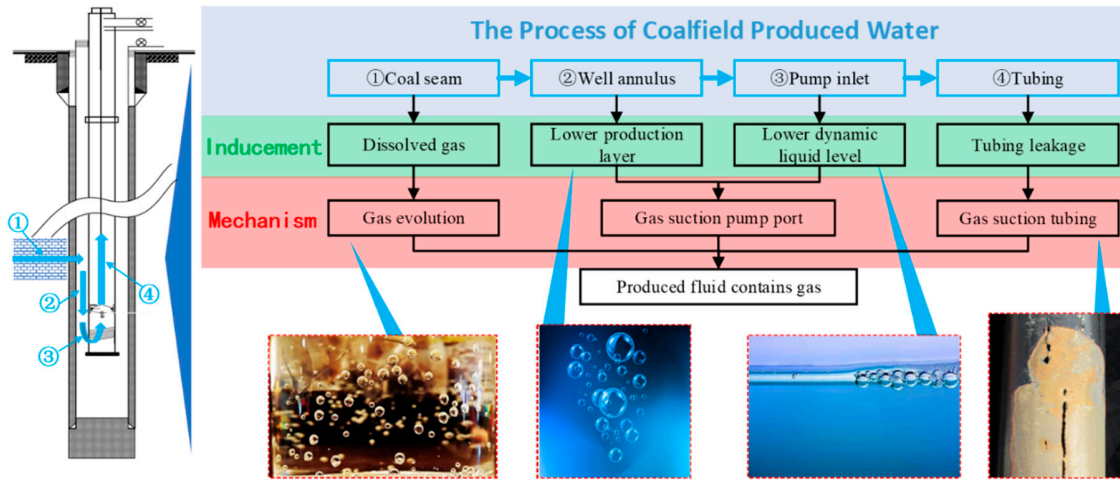 The Process of Coalfield Produced Water
①Coal seam
②Well annulus
③Pump inlet
④Tubing
Inducement
Dissolved gas
Lower production
layer
Lower dynamic
liquid level
Tubing leakage
Mechanism
Gas evolution
Gas suction pump port
Gas suction tubing
Produced fluid contains gas
①
②
④
③